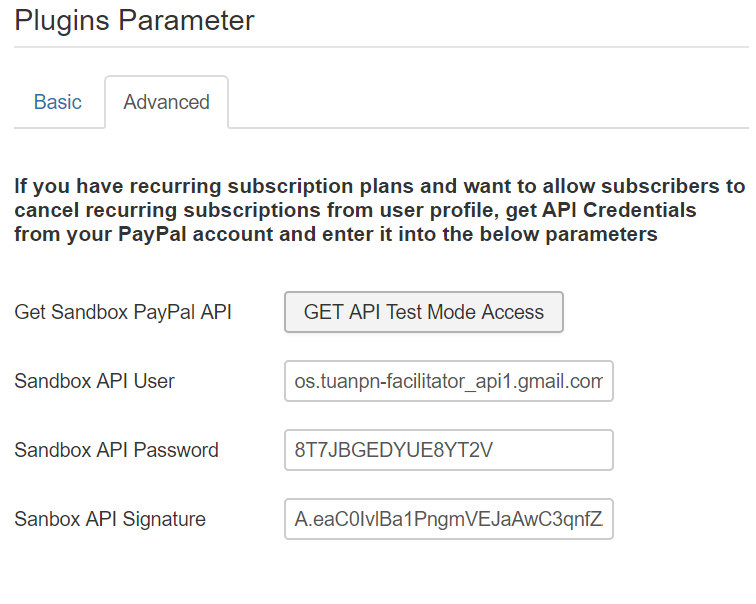 Plugins Parameter
Basic
Advanced
If you have recurring subscription plans and want to allow subscribers to
cancel recurring subscriptions from user profile, get API Credentials
from your PayPal account and enter it into the below parameters
Get Sandbox PayPal API
GET API Test Mode Access
Sandbox API User
os.tuanpn-facilitator_api1.gmail.com
Sandbox API Password
8T7JBGEDYUE8YT2V
Sanbox API Signature
A.eaC0IvlBa1PngmVEJaAwC3qnfZ